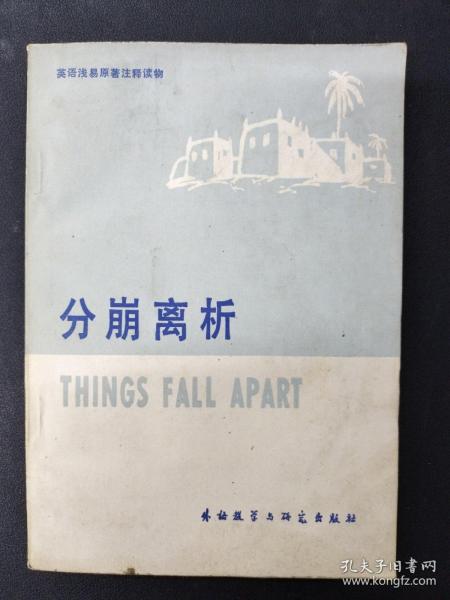 英语浅易原著注释读物
分崩离析
THINGS FALL APART
外语教学与研究出版社
孔夫子旧书网
www.kongfz.com